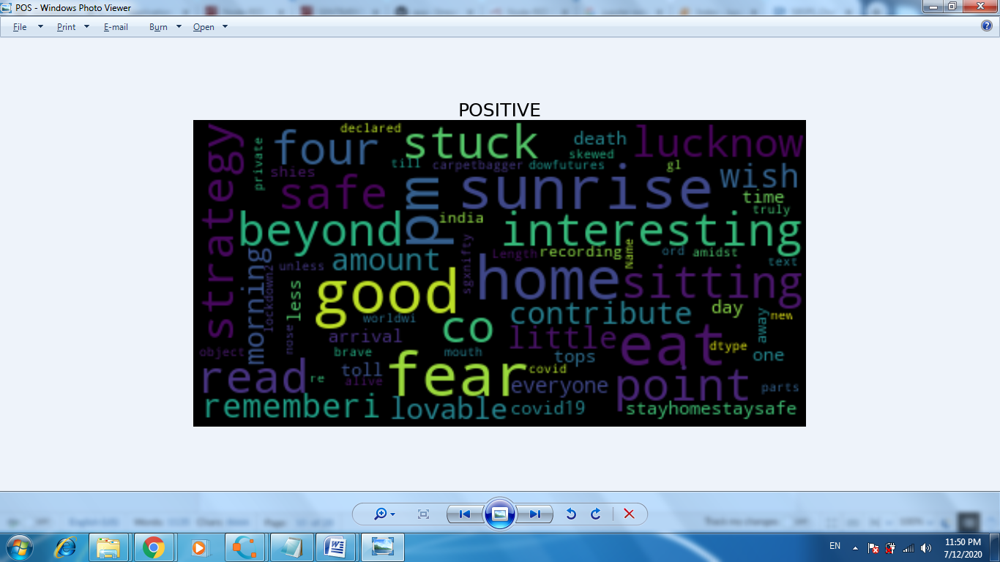 POS - Windows Photo Viewer
File Print E-mail Burn Open
POSITIVE
declared
strategy
private
four
stuck
death
lucknow
skewed
till
carpetbagger
dowfutures
gl
shies
safe
pm
sunrise
wish
time
truly
beyond
india
interesting
morning
lockdown2
unless
amount
sgxnifty
Length
recording
Name
ord
amidst
text
home
sitting
less
good
contribute
day
new
away
worldwi
co
nose
arrival
little
eat
dtype
object
brave
mouth
tops
one
read
re
toll
alive
fear
covid
everyone
point
parts
rememberi
lovable
covid19
stayhomestaysafe
EN
11:50 PM
7/12/2020